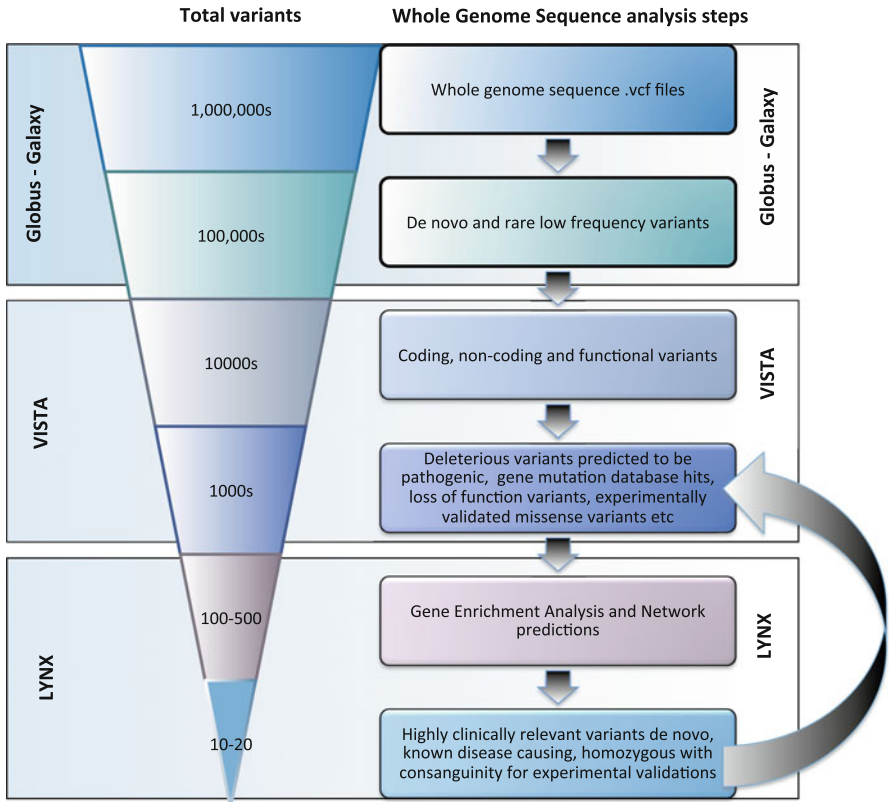 Total variants
Whole Genome Sequence analysis steps
Globus - Galaxy
1,000,000s
Whole genome sequence .vcf files
Globus - Galaxy
100,000s
De novo and rare low frequency variants
VISTA
10000s
Coding, non-coding and functional variants
VISTA
1000s
Deleterious variants predicted to be
pathogenic, gene mutation database hits,
loss of function variants, experimentally
validated missense variants etc
LYNX
100-500
Gene Enrichment Analysis and Network
predictions
LYNX
10-20
Highly clinically relevant variants de novo,
known disease causing, homozygous with
consanguinity for experimental validations